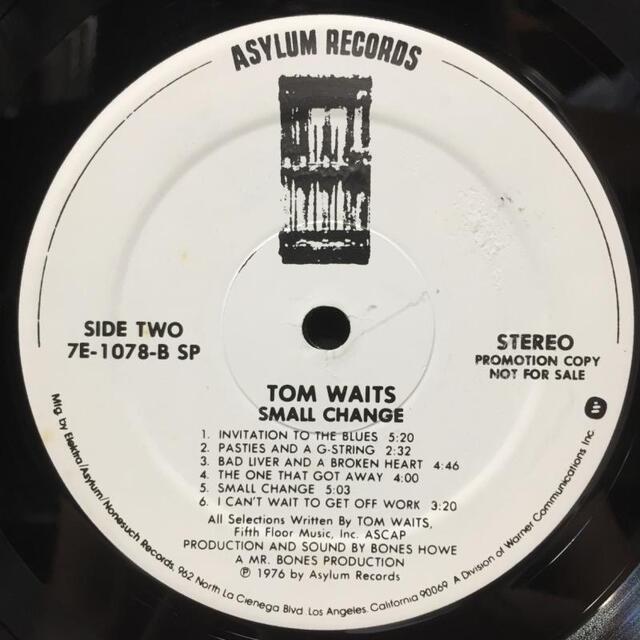 ASYLUM RECORDS
SIDE TWO
7E-1078-B SP
STEREO
PROMOTION COPY
NOT FOR SALE
TOM WAITS
SMALL CHANGE
1. INVITATION TO THE BLUES 5:20
2. PASTIES AND A G-STRING 2:32
3. BAD LIVER AND A BROKEN HEART 4:46
4. THE ONE THAT GOT AWAY 4:00
5. SMALL CHANGE 5:03
6. I CAN'T WAIT TO GET OFF WORK 3:20
All Selections Written By TOM WAITS,
Fifth Floor Music, Inc. ASCAP
PRODUCTION AND SOUND BY BONES HOWE
A MR. BONES PRODUCTION
Ⓟ 1976 by Asylum Records
Mfg. by Elektra/Asylum/Nonesuch Records, 962 North La Cienega Blvd. Los Angeles, California 90069 A Division of Warner Communications Inc